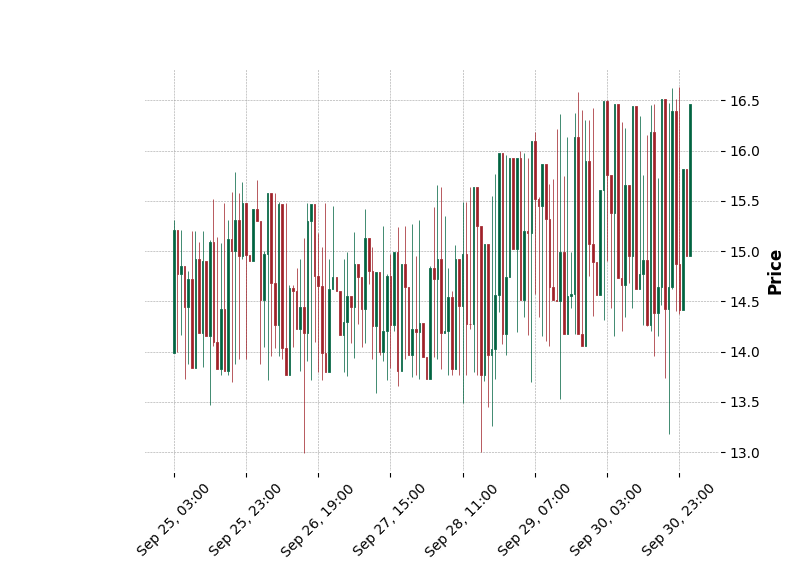 16.5
16.0
15.5
15.0
14.5
14.0
13.5
13.0
Price
Sep 25, 03:00
Sep 25, 23:00
Sep 26, 19:00
Sep 27, 15:00
Sep 28, 11:00
Sep 29, 07:00
Sep 30, 03:00
Sep 30, 23:00